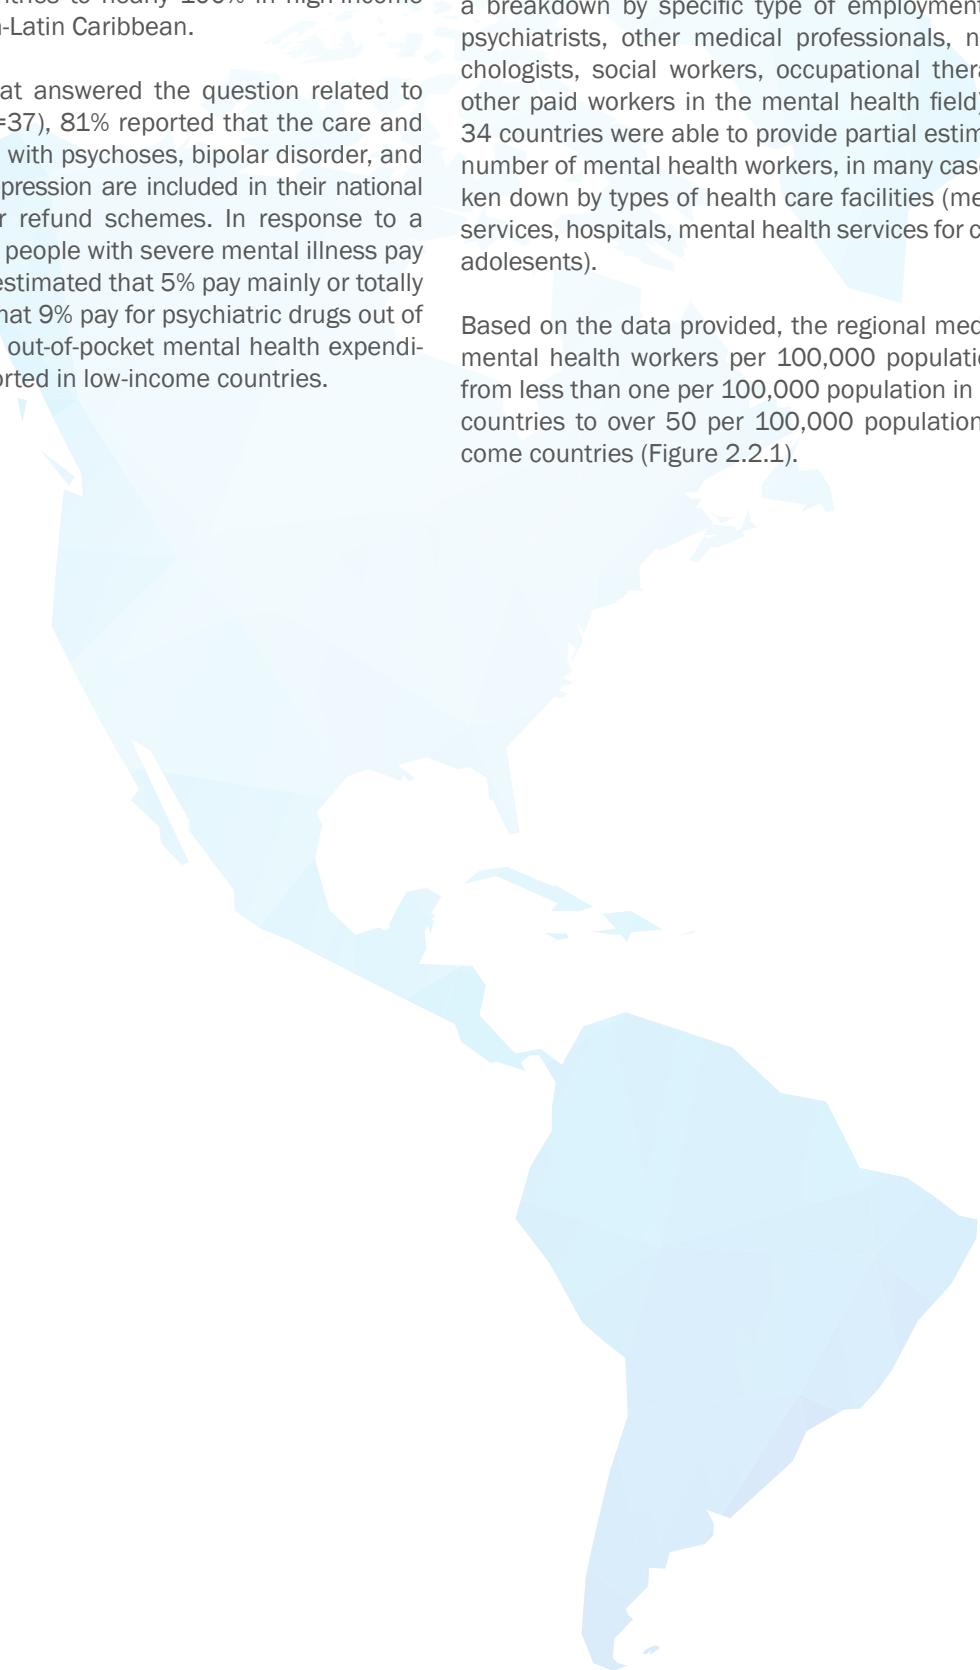 to nearly 100% in high-income
-Latin Caribbean.
at answered the question related to
=37), 81% reported that the care and
with psychoses, bipolar disorder, and
pression are included in their national
refund schemes. In response to a
people with severe mental illness pay
estimated that 5% pay mainly or totally
hat 9% pay for psychiatric drugs out of
out-of-pocket mental health expendi-
orted in low-income countries.
a breakdown by specific type of employment
psychiatrists, other medical professionals, n
chologists, social workers, occupational thera
other paid workers in the mental health field)
34 countries were able to provide partial estim
number of mental health workers, in many case
ken down by types of health care facilities (me
services, hospitals, mental health services for c
adolesents).
Based on the data provided, the regional med
mental health workers per 100,000 populatio
from less than one per 100,000 population in
countries to over 50 per 100,000 population
come countries (Figure 2.2.1).